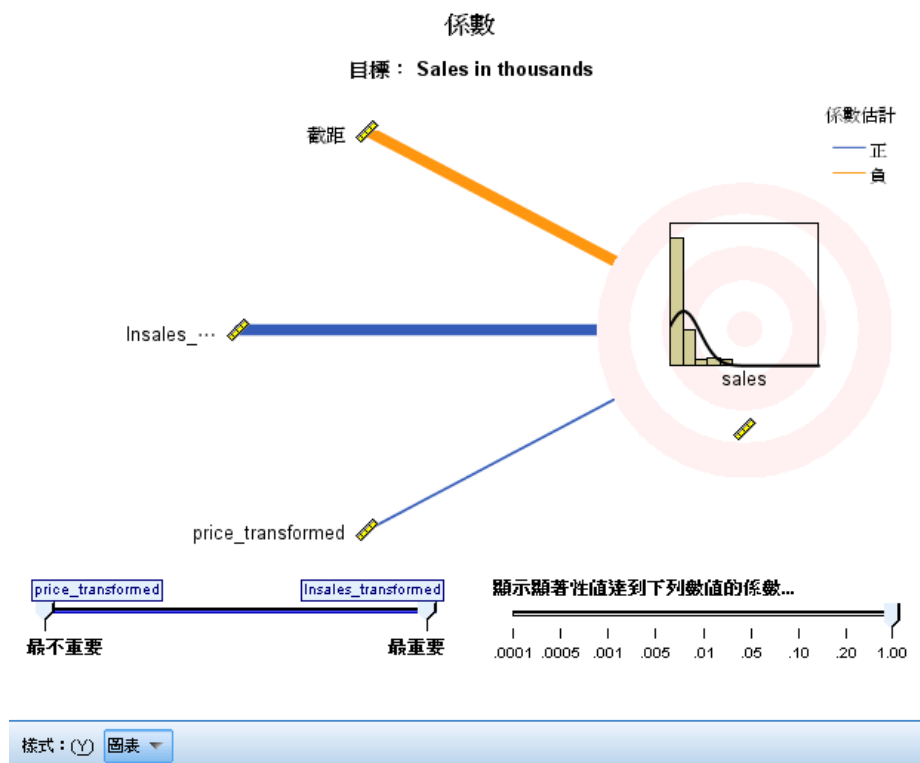 係數
目標： Sales in thousands
係數估計
正
負
截距
lnsales_…
price_transformed
sales
price_transformed
lnsales_transformed
最不重要
最重要
顯示顯著性值達到下列數值的係數...
.0001 .0005 .001 .005 .01 .05 .10 .20 1.00
樣式：(Y) 圖表